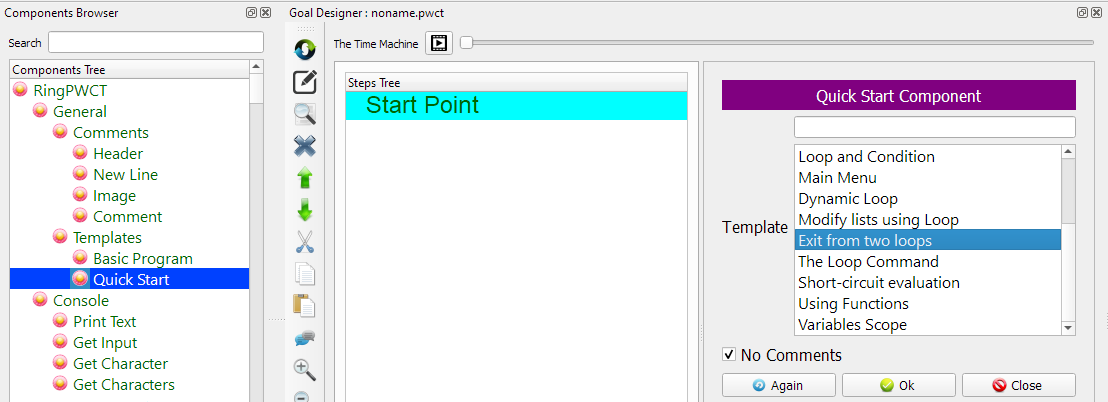 Components Browser
Search
Components Tree
RingPWCT
General
Comments
Header
New Line
Image
Comment
Templates
Basic Program
Quick Start
Console
Print Text
Get Input
Get Character
Get Characters
Goal Designer : noname.pwct
The Time Machine
Steps Tree
Start Point
Quick Start Component
Template
Loop and Condition
Main Menu
Dynamic Loop
Modify lists using Loop
Exit from two loops
The Loop Command
Short-circuit evaluation
Using Functions
Variables Scope
No Comments
Again
Ok
Close